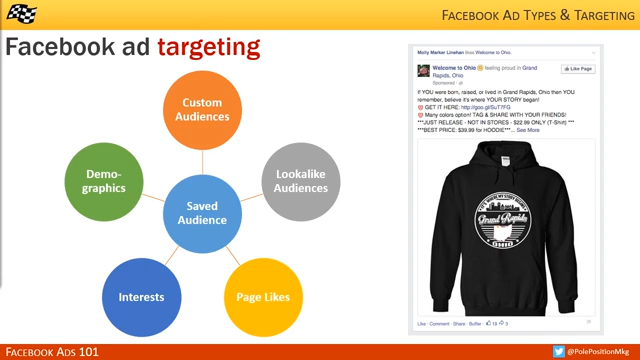 FACEBOOK AD TYPES & TARGETING
Facebook ad targeting
Custom
Audiences
Demo-
graphics
Lookalike
Audiences
Saved
Audience
Interests
Page Likes
Molly Marker Linehan likes Welcome to Ohio.
Welcome to Ohio feeling proud in Grand
Rapids, Ohio
Sponsored
Like Page
If YOU were born, raised, or lived in Grand Rapids, Ohio then YOU
remember, believe it's where YOUR STORY began!
GET IT HERE: http://goo.gl/5uT7FG
Many colors option! TAG & SHARE WITH YOUR FRIENDS!
***JUST RELEASE - NOT IN STORES - $22.99 ONLY (T-Shirt) ***
***BEST PRICE: $39.99 for HOODIE***... See More
Grand Rapids
OHIO
Like · Comment · Share · Buffer
FACEBOOK ADS 101
@PolePositionMkg